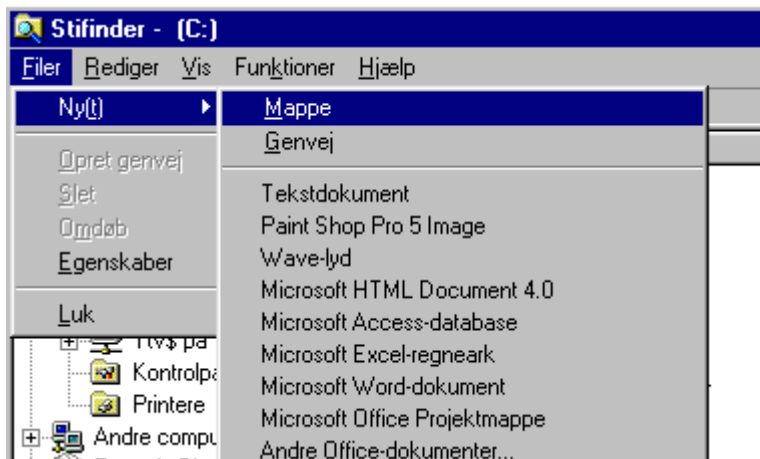 Stifinder - (C:)
Filer Rediger Vis Funktioner Hjælp
Ny(t)
Opret genvej
Slet
Omdøb
Egenskaber
Luk
Mappe
Genvej
Tekstdokument
Paint Shop Pro 5 Image
Wave-lyd
Microsoft HTML Document 4.0
Microsoft Access-database
Microsoft Excel-regneark
Microsoft Word-dokument
Microsoft Office Projektmappe
Andre Office-dokumenter...
på
Kontrolpa
Printere
Andre compu